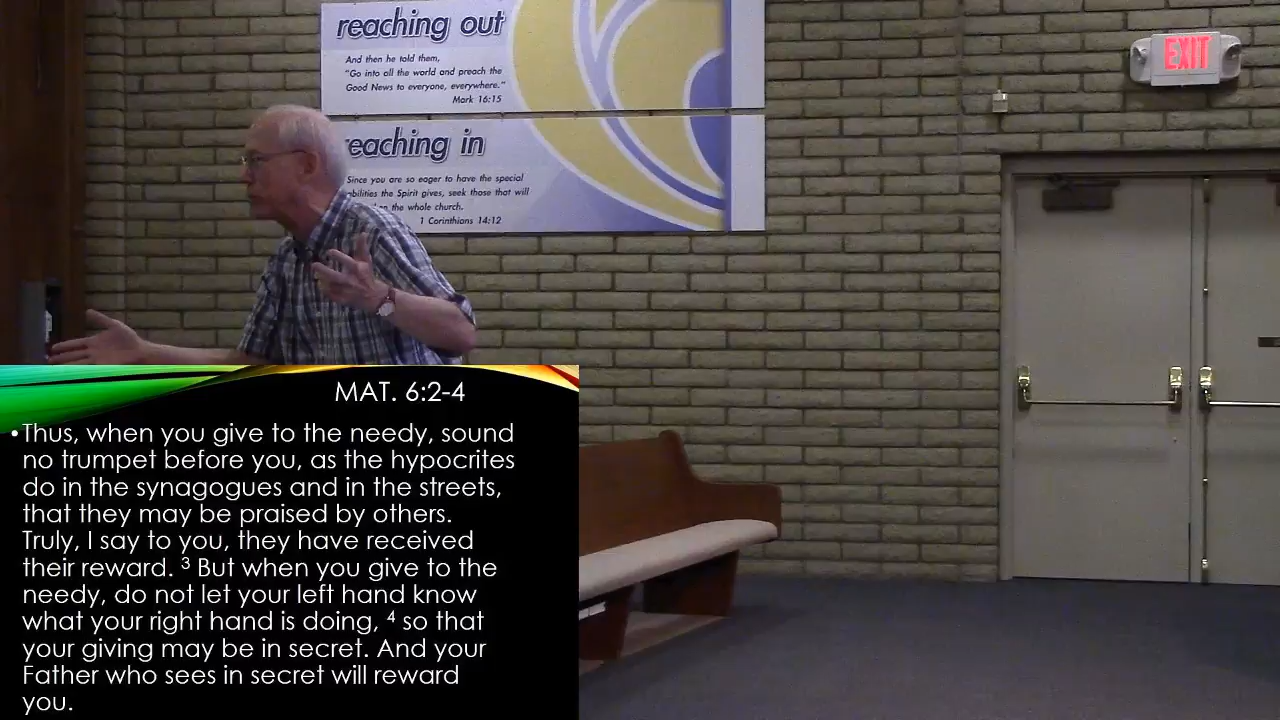 reaching out
And then he told them,
"Go into all the world and preach the
Good News to everyone, everywhere."
Mark 16:15
reaching in
Since you are so eager to have the special
abilities the Spirit gives, seek those that will
the whole church.
1 Corinthians 14:12
EXIT
MAT. 6:2-4
•Thus, when you give to the needy, sound
no trumpet before you, as the hypocrites
do in the synagogues and in the streets,
that they may be praised by others.
Truly, I say to you, they have received
their reward. ³ But when you give to the
needy, do not let your left hand know
what your right hand is doing, ⁴ so that
your giving may be in secret. And your
Father who sees in secret will reward
you.